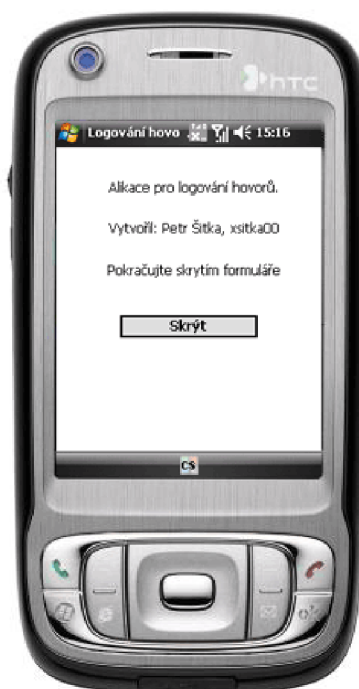 hTC
Logování hovo 15:16
Alikace pro logování hovorů.
Vytvořil: Petr Šitka, xsitka00
Pokračujte skrytím formuláře
Skrýt
CS